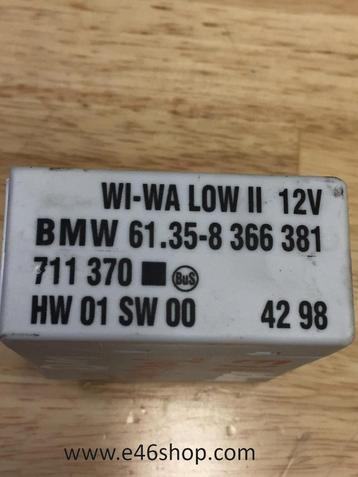 WI-WA LOW II 12V
BMW 61.35-8 366 381
711 370 BuS
HW 01 SW 00 42 98
www.e46shop.com